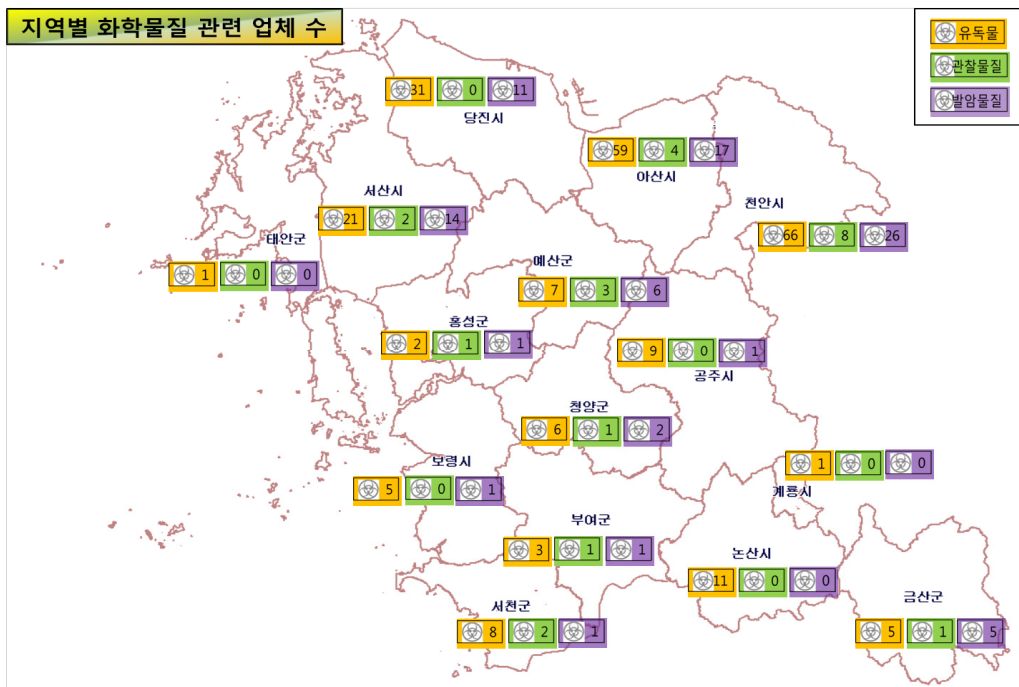 지역별 화학물질 관련 업체 수
유독물
관찰물질
발암물질
31 0 11
당진시
59 4 17
아산시
서산시
21 2 14
천안시
66 8 26
태안군
1 0 0
예산군
7 3 6
홍성군
2 1 1
9 0 1
공주시
청양군
6 1 2
보령시
5 0 1
1 0 0
계룡시
부여군
3 1 1
논산시
11 0 0
서천군
8 2 1
금산군
5 1 5